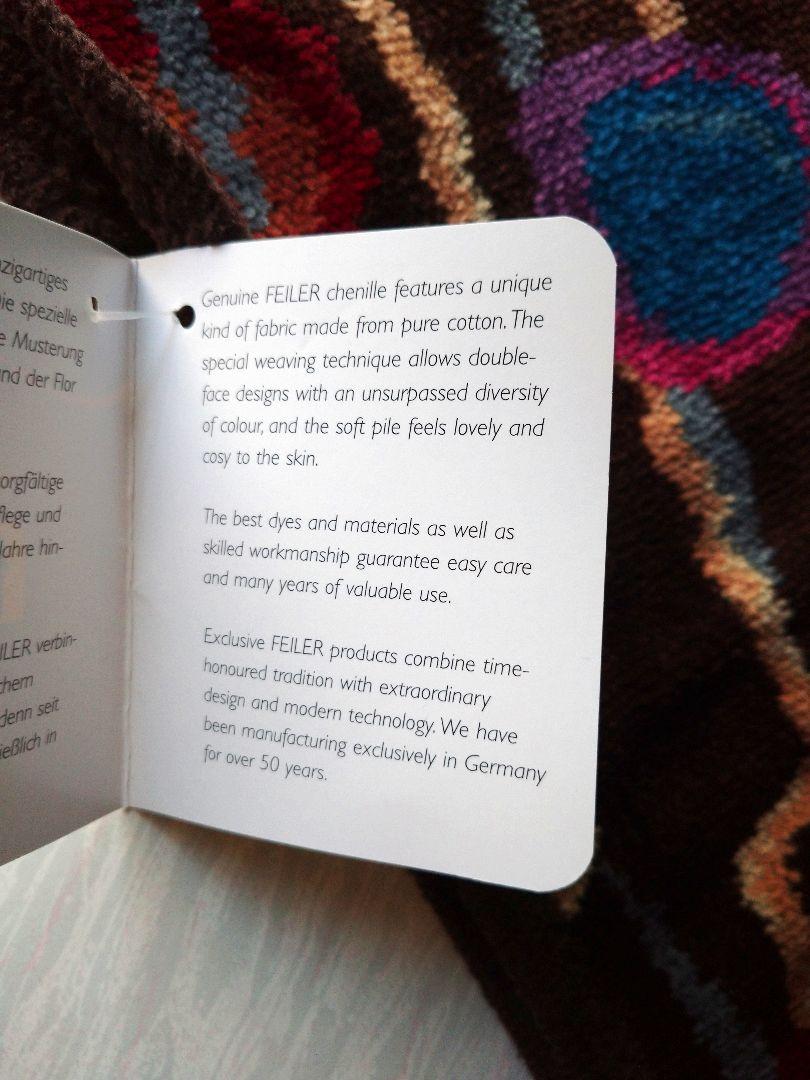 zigartiges
ie spezielle
e Musterung
nd der Flor
orgfältige
flege und
Jahre hin-
ILER verbin-
chem
denn seit
ießlich in
Genuine FEILER chenille features a unique
kind of fabric made from pure cotton. The
special weaving technique allows double-
face designs with an unsurpassed diversity
of colour, and the soft pile feels lovely and
cosy to the skin.
The best dyes and materials as well as
skilled workmanship guarantee easy care
and many years of valuable use.
Exclusive FEILER products combine time-
honoured tradition with extraordinary
design and modern technology. We have
been manufacturing exclusively in Germany
for over 50 years.